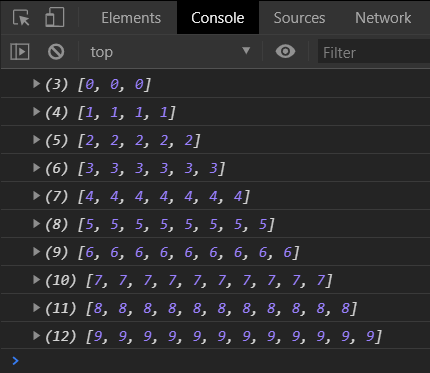 Elements Console Sources Network
top Filter
(3) [0, 0, 0]
(4) [1, 1, 1, 1]
(5) [2, 2, 2, 2, 2]
(6) [3, 3, 3, 3, 3, 3]
(7) [4, 4, 4, 4, 4, 4, 4]
(8) [5, 5, 5, 5, 5, 5, 5, 5]
(9) [6, 6, 6, 6, 6, 6, 6, 6, 6]
(10) [7, 7, 7, 7, 7, 7, 7, 7, 7, 7]
(11) [8, 8, 8, 8, 8, 8, 8, 8, 8, 8, 8]
(12) [9, 9, 9, 9, 9, 9, 9, 9, 9, 9, 9, 9]